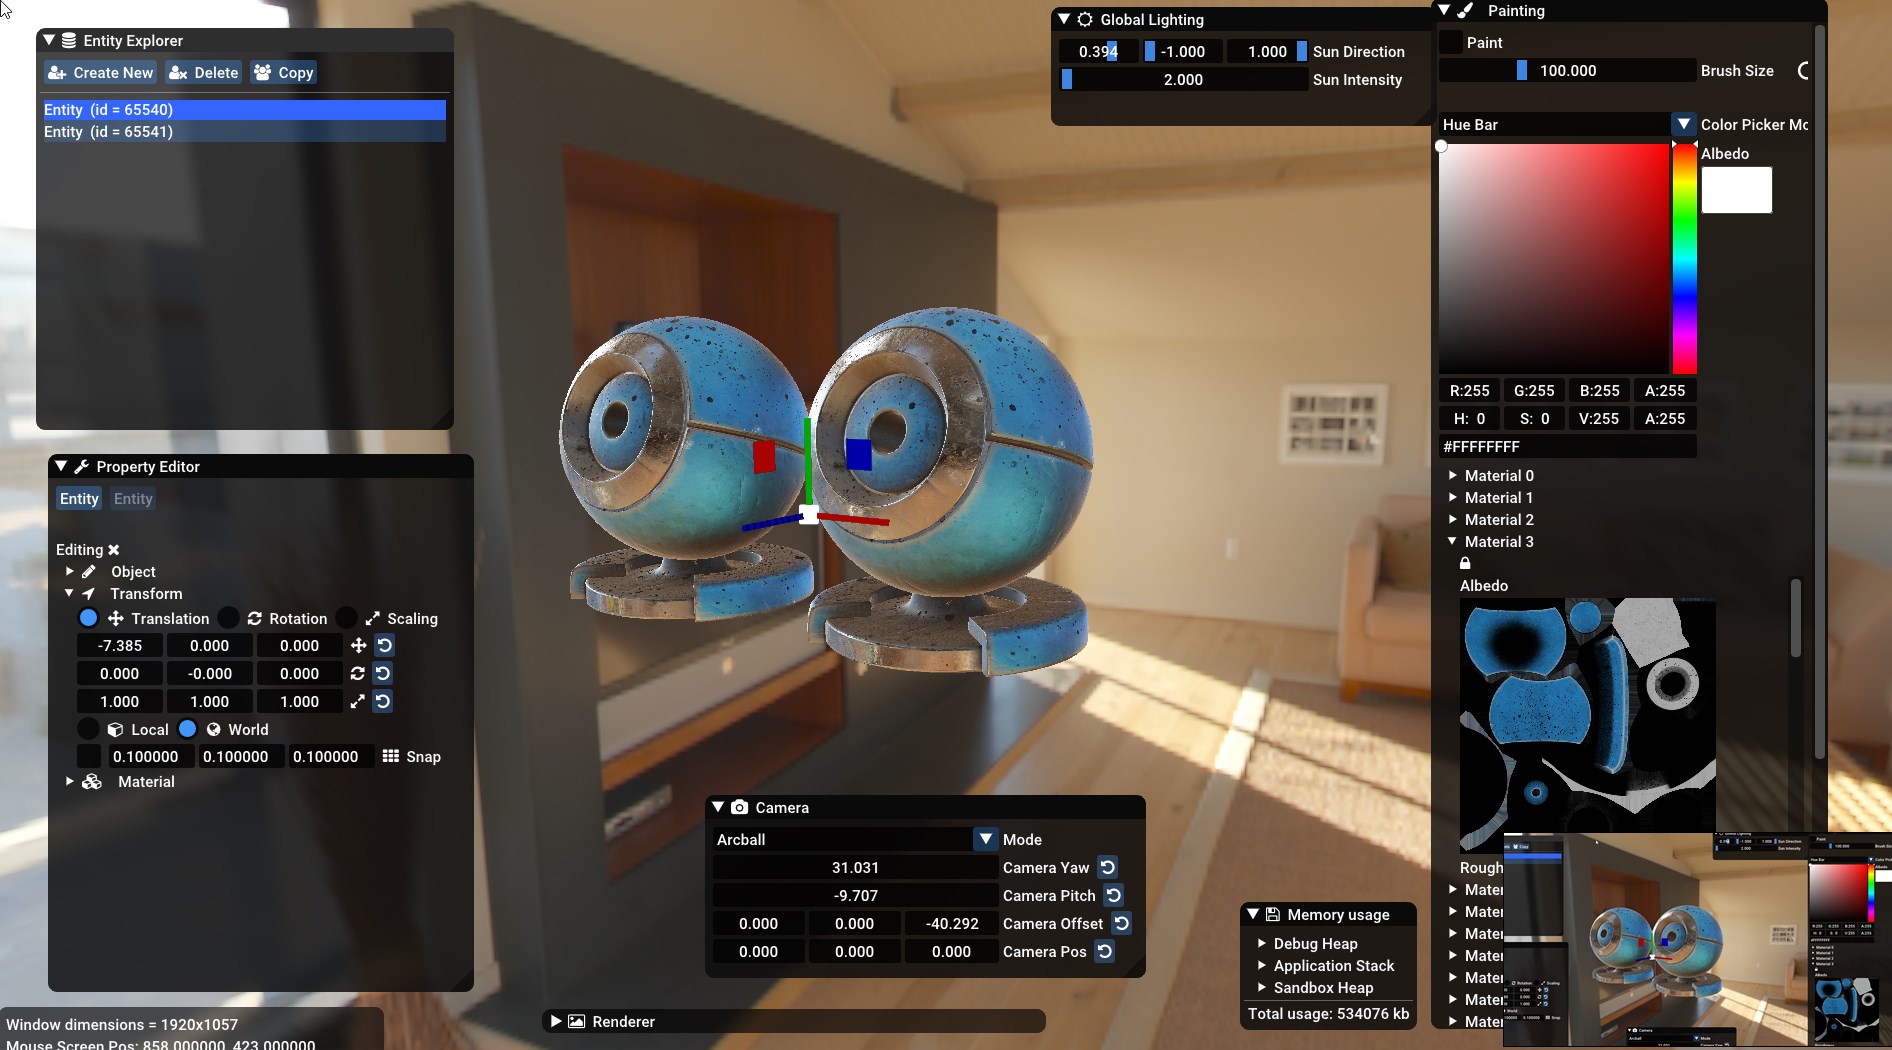 Entity Explorer
Create New Delete Copy
Entity (id = 65540)
Entity (id = 65541)
Property Editor
Entity Entity
Editing
Object
Transform
Translation Rotation Scaling
-7.385 0.000 0.000
0.000 -0.000 0.000
1.000 1.000 1.000
Local World
0.100000 0.100000 0.100000 Snap
Material
Window dimensions = 1920x1057
Mouse Screen Pos: 858.000000, 423.000000
Global Lighting
0.394 -1.000 1.000 Sun Direction
2.000 Sun Intensity
Camera
Arcball Mode
31.031 Camera Yaw
-9.707 Camera Pitch
0.000 0.000 -40.292 Camera Offset
0.000 0.000 0.000 Camera Pos
Renderer
Memory usage
Debug Heap
Application Stack
Sandbox Heap
Total usage: 534076 kb
Painting
Paint
100.000 Brush Size
Hue Bar Color Picker Mo
Albedo
R:255 G:255 B:255 A:255
H: 0 S: 0 V:255 A:255
#FFFFFFFF
Material 0
Material 1
Material 2
Material 3
Albedo
Rough
Mater
Mater
Mater
Mater
Mater
Mater
Mater